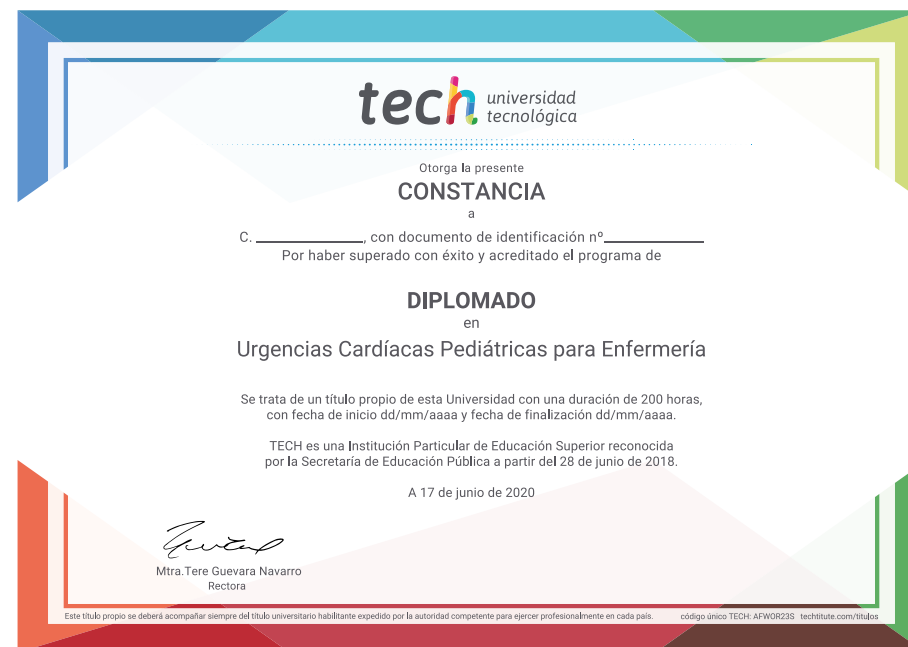 tech universidad
tecnológica
Otorga la presente
CONSTANCIA
a
C. ____________, con documento de identificación nº____________
Por haber superado con éxito y acreditado el programa de
DIPLOMADO
en
Urgencias Cardíacas Pediátricas para Enfermería
Se trata de un título propio de esta Universidad con una duración de 200 horas,
con fecha de inicio dd/mm/aaaa y fecha de finalización dd/mm/aaaa.
TECH es una Institución Particular de Educación Superior reconocida
por la Secretaría de Educación Pública a partir del 28 de junio de 2018.
A 17 de junio de 2020
Mtra.Tere Guevara Navarro
Rectora
Este título propio se deberá acompañar siempre del título universitario habilitante expedido por la autoridad competente para ejercer profesionalmente en cada país. código único TECH: AFWOR23S techtitute.com/titulos